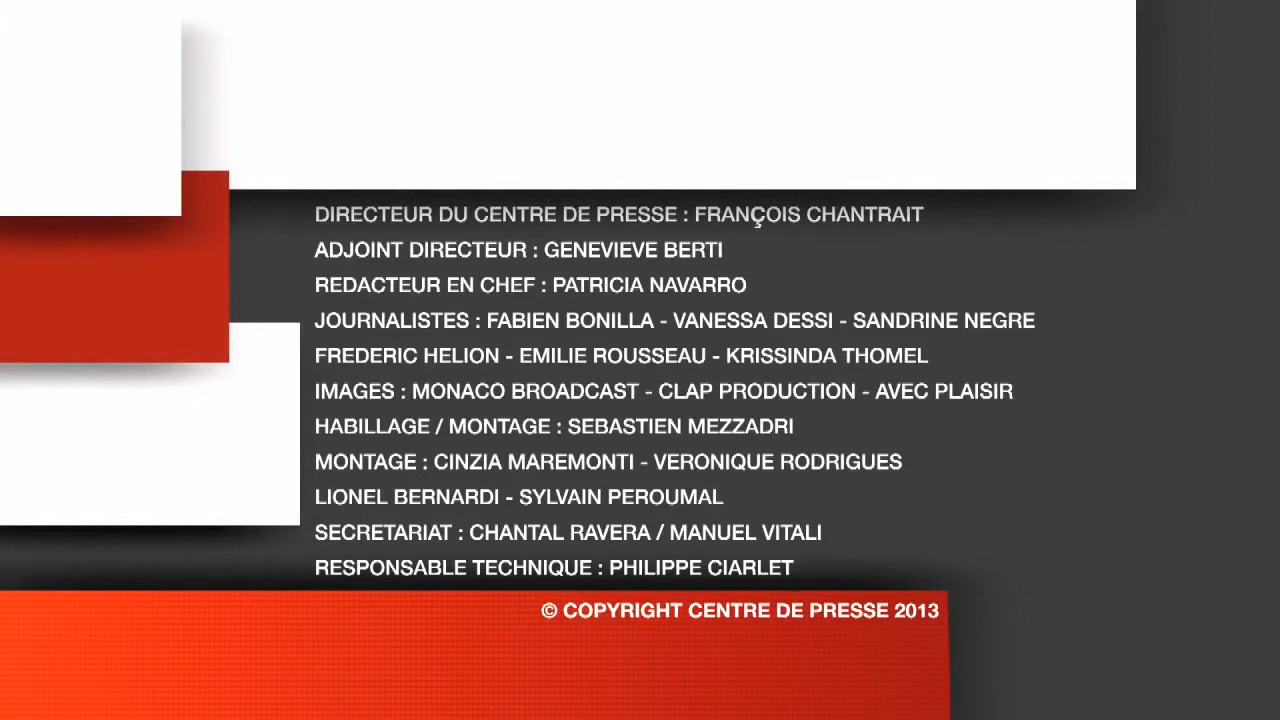 DIRECTEUR DU CENTRE DE PRESSE : FRANÇOIS CHANTRAIT
ADJOINT DIRECTEUR : GENEVIEVE BERTI
REDACTEUR EN CHEF : PATRICIA NAVARRO
JOURNALISTES : FABIEN BONILLA - VANESSA DESSI - SANDRINE NEGRE
FREDERIC HELION - EMILIE ROUSSEAU - KRISSINDA THOMEL
IMAGES : MONACO BROADCAST - CLAP PRODUCTION - AVEC PLAISIR
HABILLAGE / MONTAGE : SEBASTIEN MEZZADRI
MONTAGE : CINZIA MAREMONTI - VERONIQUE RODRIGUES
LIONEL BERNARDI - SYLVAIN PEROUMAL
SECRETARIAT : CHANTAL RAVERA / MANUEL VITALI
RESPONSABLE TECHNIQUE : PHILIPPE CIARLET
© COPYRIGHT CENTRE DE PRESSE 2013